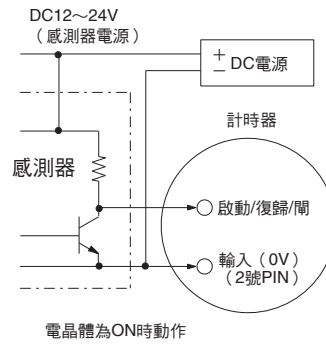 DC12～24V
（感測器電源）
＋
－
DC電源
計時器
感測器
啟動/復歸/閘
輸入（0V）
（2號PIN）
電晶體為ON時動作